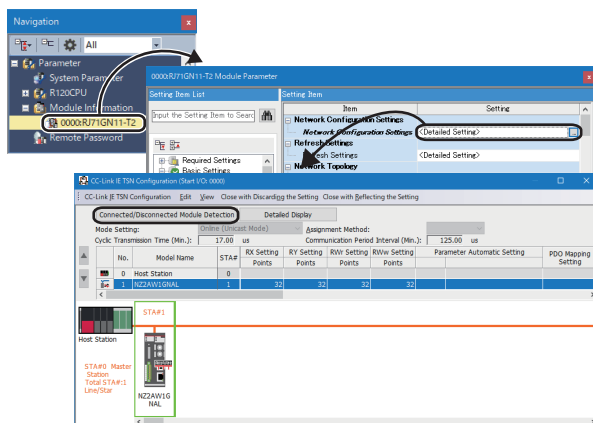 Navigation
All
Parameter
System Parameter
R120CPU
Module Information
0000:RJ71GN11-T2
Remote Password
0000:RJ71GN11-T2 Module Parameter
Setting Item List
Setting Item
Input the Setting Item to Searc
Item
Setting
Network Configuration Settings
Network Configuration Settings
<Detailed Setting>
Refresh Settings
Refresh Settings
<Detailed Setting>
Network Topology
Required Settings
Basic Settings
CC-Link IE TSN Configuration (Start I/O: 0000)
CC-Link IE TSN Configuration Edit View Close with Discarding the Setting Close with Reflecting the Setting
Connected/Disconnected Module Detection
Detailed Display
Mode Setting:
Online (Unicast Mode)
Assignment Method:
Cyclic Transmission Time (Min.):
17.00 us
Communication Period Interval (Min.):
125.00 us
No.
Model Name
STA#
RX Setting
RY Setting
RWr Setting
RWw Setting
Parameter Automatic Setting
PDO Mapping
Setting
Points
Points
Points
Points
0 Host Station 0
1 NZ2AW1GNAL 1 32 32 32 32
STA#1
Host Station
STA#0 Master
Station
Total STA#:1
Line/Star
NZ2AW1G
NAL